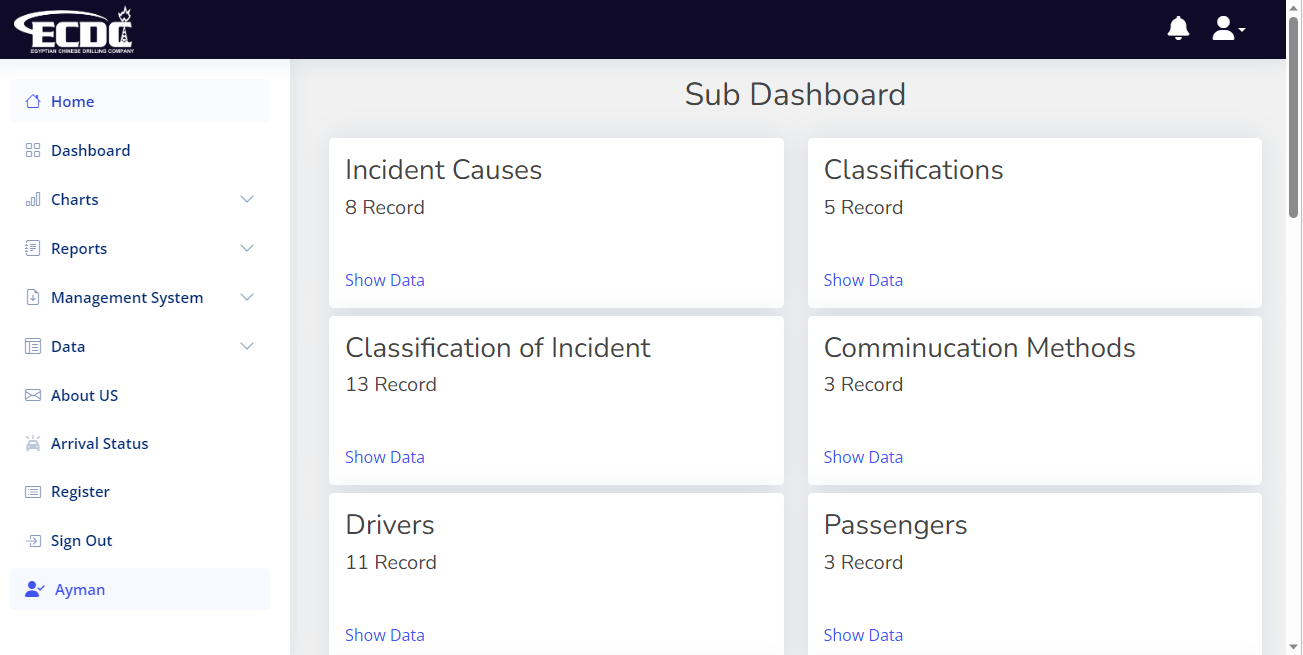 ECDC
EGYPTIAN CHINESE DRILLING COMPANY
Home
Dashboard
Charts
Reports
Management System
Data
About US
Arrival Status
Register
Sign Out
Ayman
Sub Dashboard
Incident Causes
8 Record
Show Data
Classifications
5 Record
Show Data
Classification of Incident
13 Record
Show Data
Comminucation Methods
3 Record
Show Data
Drivers
11 Record
Show Data
Passengers
3 Record
Show Data